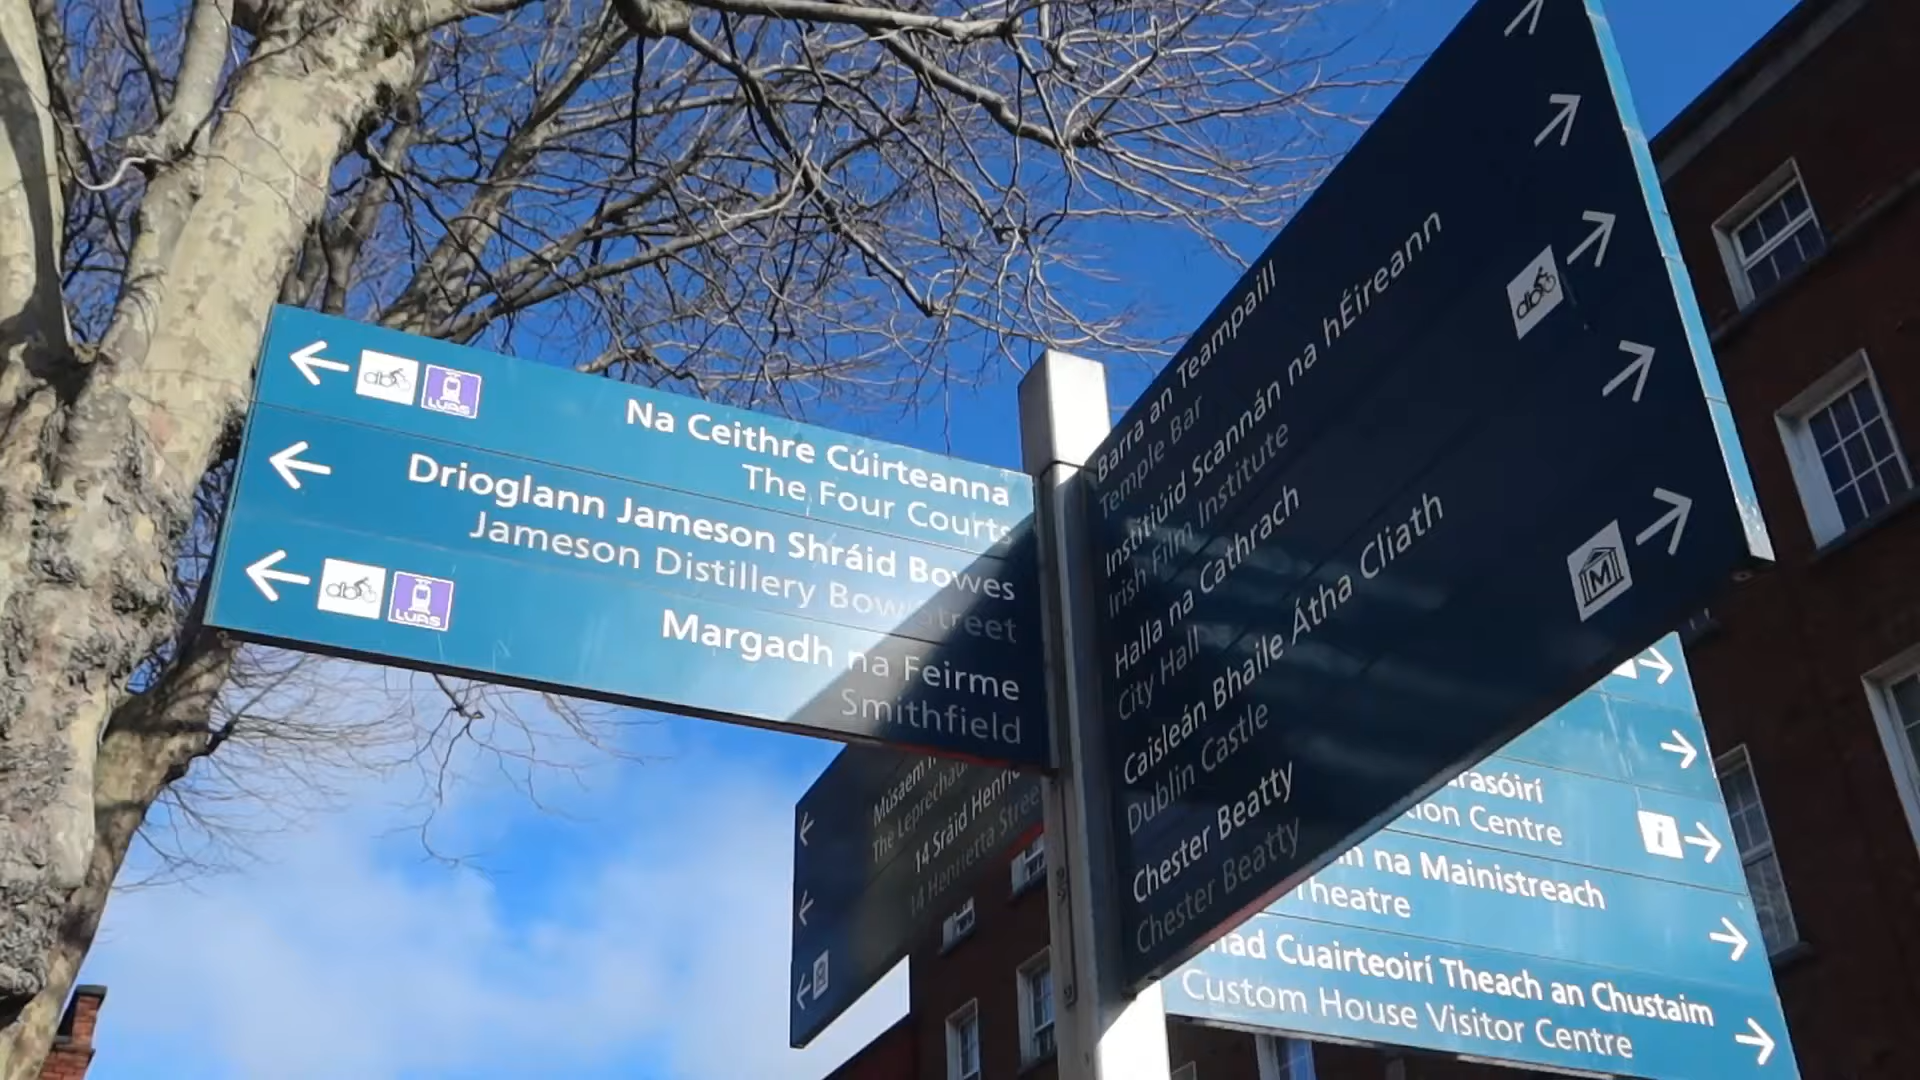 LUAS
Na Ceithre Cúirteanna
The Four Courts
Drioglann Jameson Shráid Bowes
Jameson Distillery Bow Street
LUAS
Margadh na Feirme
Smithfield
Barra an Teampaill
Temple Bar
Institiúid Scannán na hÉireann
Irish Film Institute
Halla na Cathrach
City Hall
Caisleán Bhaile Átha Cliath
Dublin Castle
M
Chester Beatty
Chester Beatty
Músaem
The Leprechaun
14 Sráid Henrietta
14 Henrietta Street
Centre
i
na Mainistreach
Theatre
Cuairteoirí Theach an Chustaim
Custom House Visitor Centre